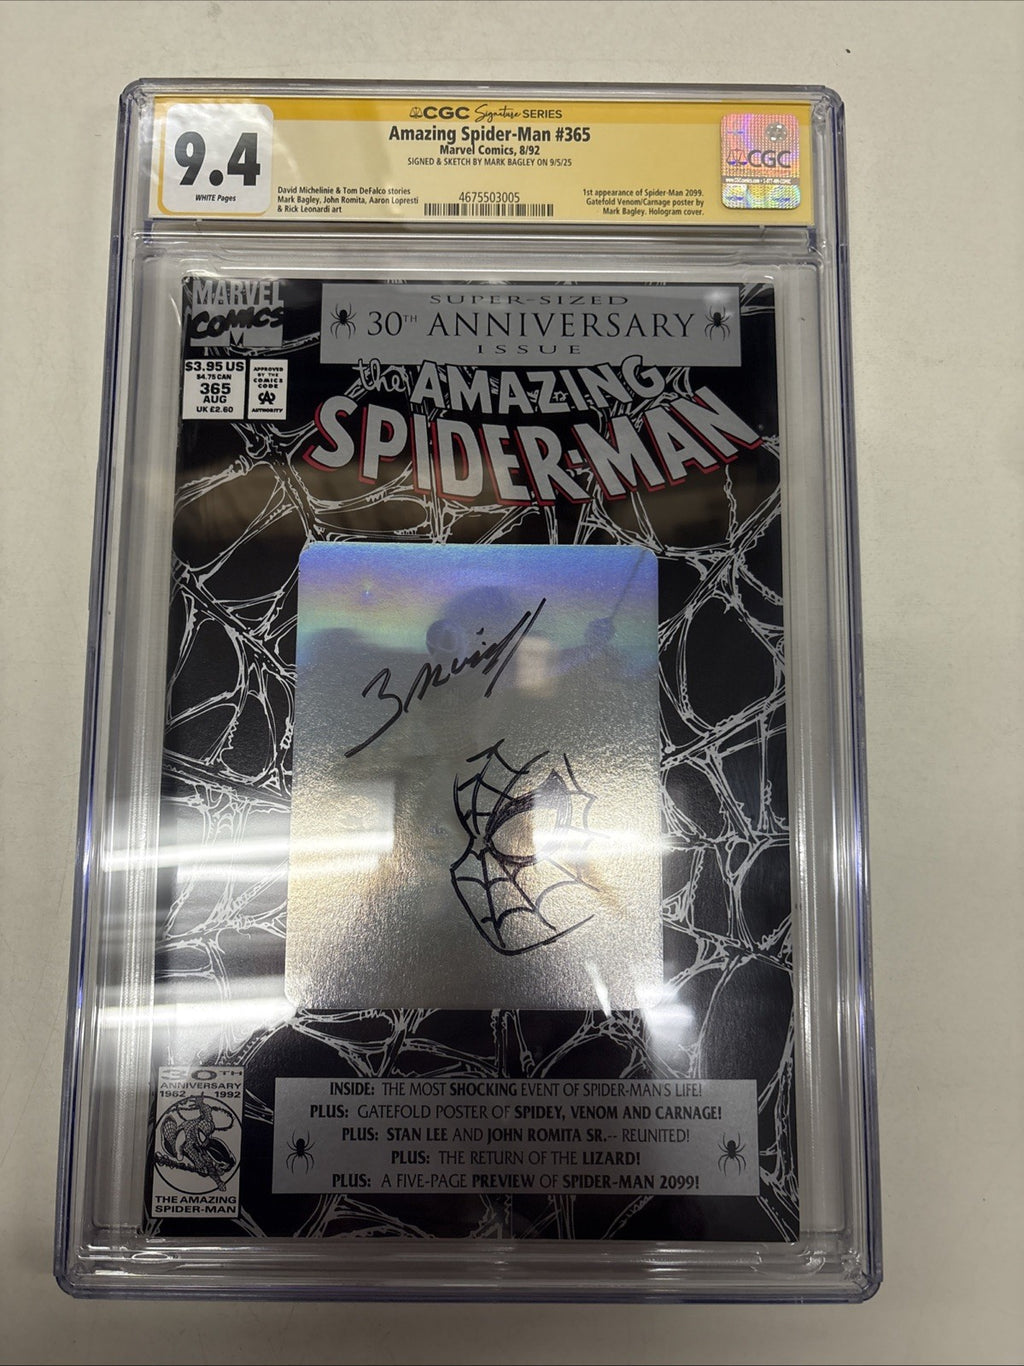 CGC Signature SERIES
Amazing Spider-Man #365
Marvel Comics, 8/92
SIGNED & SKETCH BY MARK BAGLEY ON 9/5/25
9.4
WHITE Pages
David Michelinie & Tom DeFalco stories
Mark Bagley, John Romita, Aaron Lopresti
& Rick Leonardi art
4675503005
1st appearance of Spider-Man 2099.
Gatefold Venom/Carnage poster by
Mark Bagley. Hologram cover.
CGC
MARVEL
COMICS
M
$3.95 US
$4.75 CAN
365
AUG
UK £2.60
APPROVED
BY THE
COMICS
CODE
CA
AUTHORITY
SUPER-SIZED
30TH ANNIVERSARY
ISSUE
the AMAZING
SPIDER-MAN
30TH
ANNIVERSARY
1962 1992
THE AMAZING
SPIDER-MAN
INSIDE: THE MOST SHOCKING EVENT OF SPIDER-MAN'S LIFE!
PLUS: GATEFOLD POSTER OF SPIDEY, VENOM AND CARNAGE!
PLUS: STAN LEE AND JOHN ROMITA SR.-- REUNITED!
PLUS: THE RETURN OF THE LIZARD!
PLUS: A FIVE-PAGE PREVIEW OF SPIDER-MAN 2099!